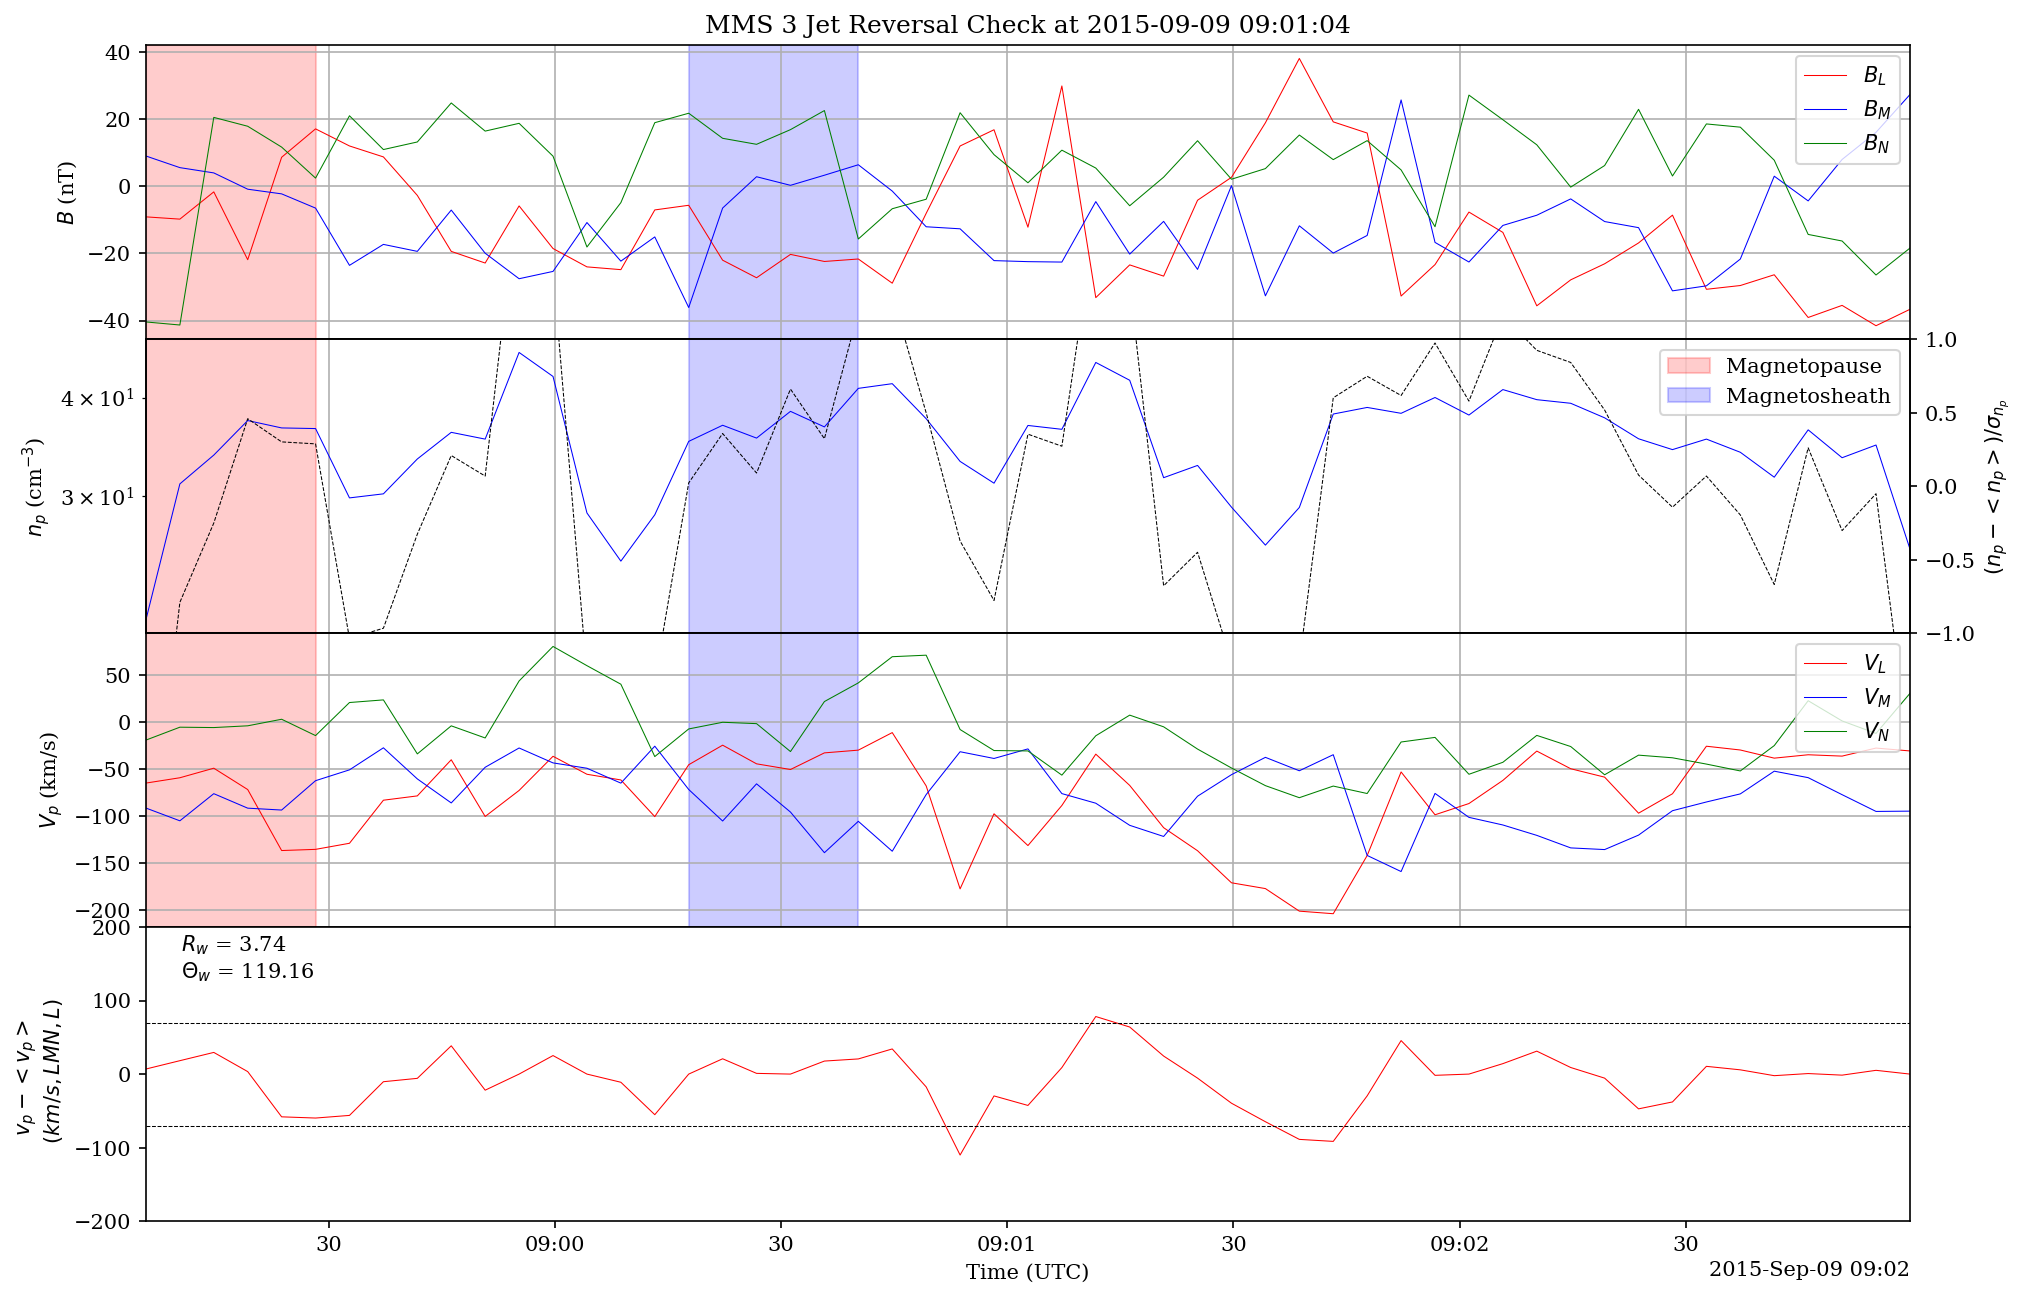 MMS 3 Jet Reversal Check at 2015-09-09 09:01:04
40
20
0
−20
−40
B (nT)
B_L
B_M
B_N
4 × 10^1
3 × 10^1
n_p (cm^−3)
1.0
0.5
0.0
−0.5
−1.0
(n_p − < n_p >)/σ_{n_p}
Magnetopause
Magnetosheath
50
0
−50
−100
−150
−200
V_p (km/s)
V_L
V_M
V_N
200
100
0
−100
−200
v_p − < v_p >
(km/s, LMN, L)
R_w = 3.74
Θ_w = 119.16
30
09:00
30
09:01
30
09:02
30
Time (UTC)
2015-Sep-09 09:02